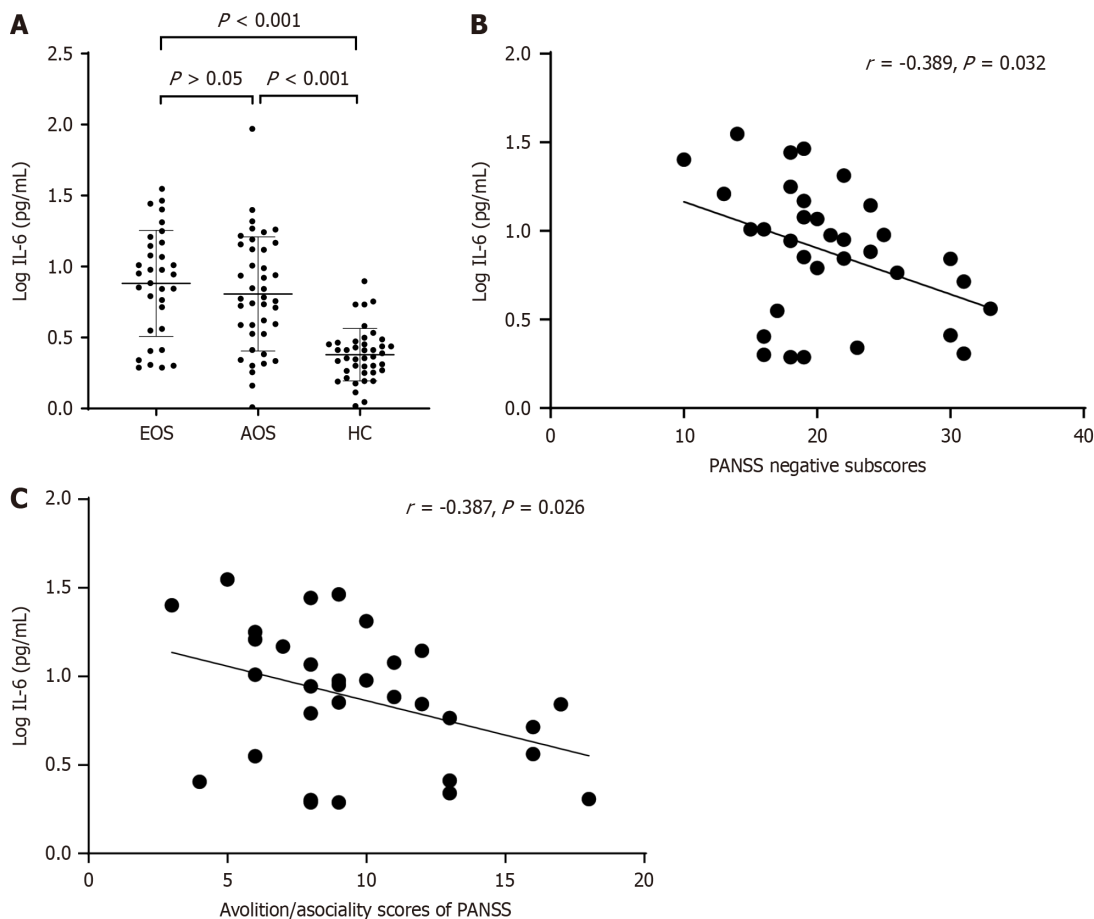 A
P < 0.001
P > 0.05
P < 0.001
2.5
2.0
1.5
1.0
0.5
0.0
Log IL-6 (pg/mL)
EOS
AOS
HC
B
r = -0.389, P = 0.032
2.0
1.5
1.0
0.5
0.0
Log IL-6 (pg/mL)
0
10
20
30
40
PANSS negative subscores
C
r = -0.387, P = 0.026
2.0
1.5
1.0
0.5
0.0
Log IL-6 (pg/mL)
0
5
10
15
20
Avolition/asociality scores of PANSS